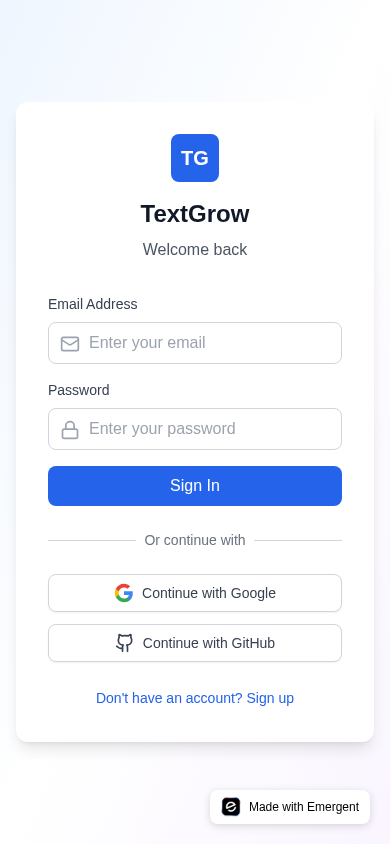 TG
TextGrow
Welcome back
Email Address
Enter your email
Password
Enter your password
Sign In
Or continue with
Continue with Google
Continue with GitHub
Don't have an account? Sign up
Made with Emergent